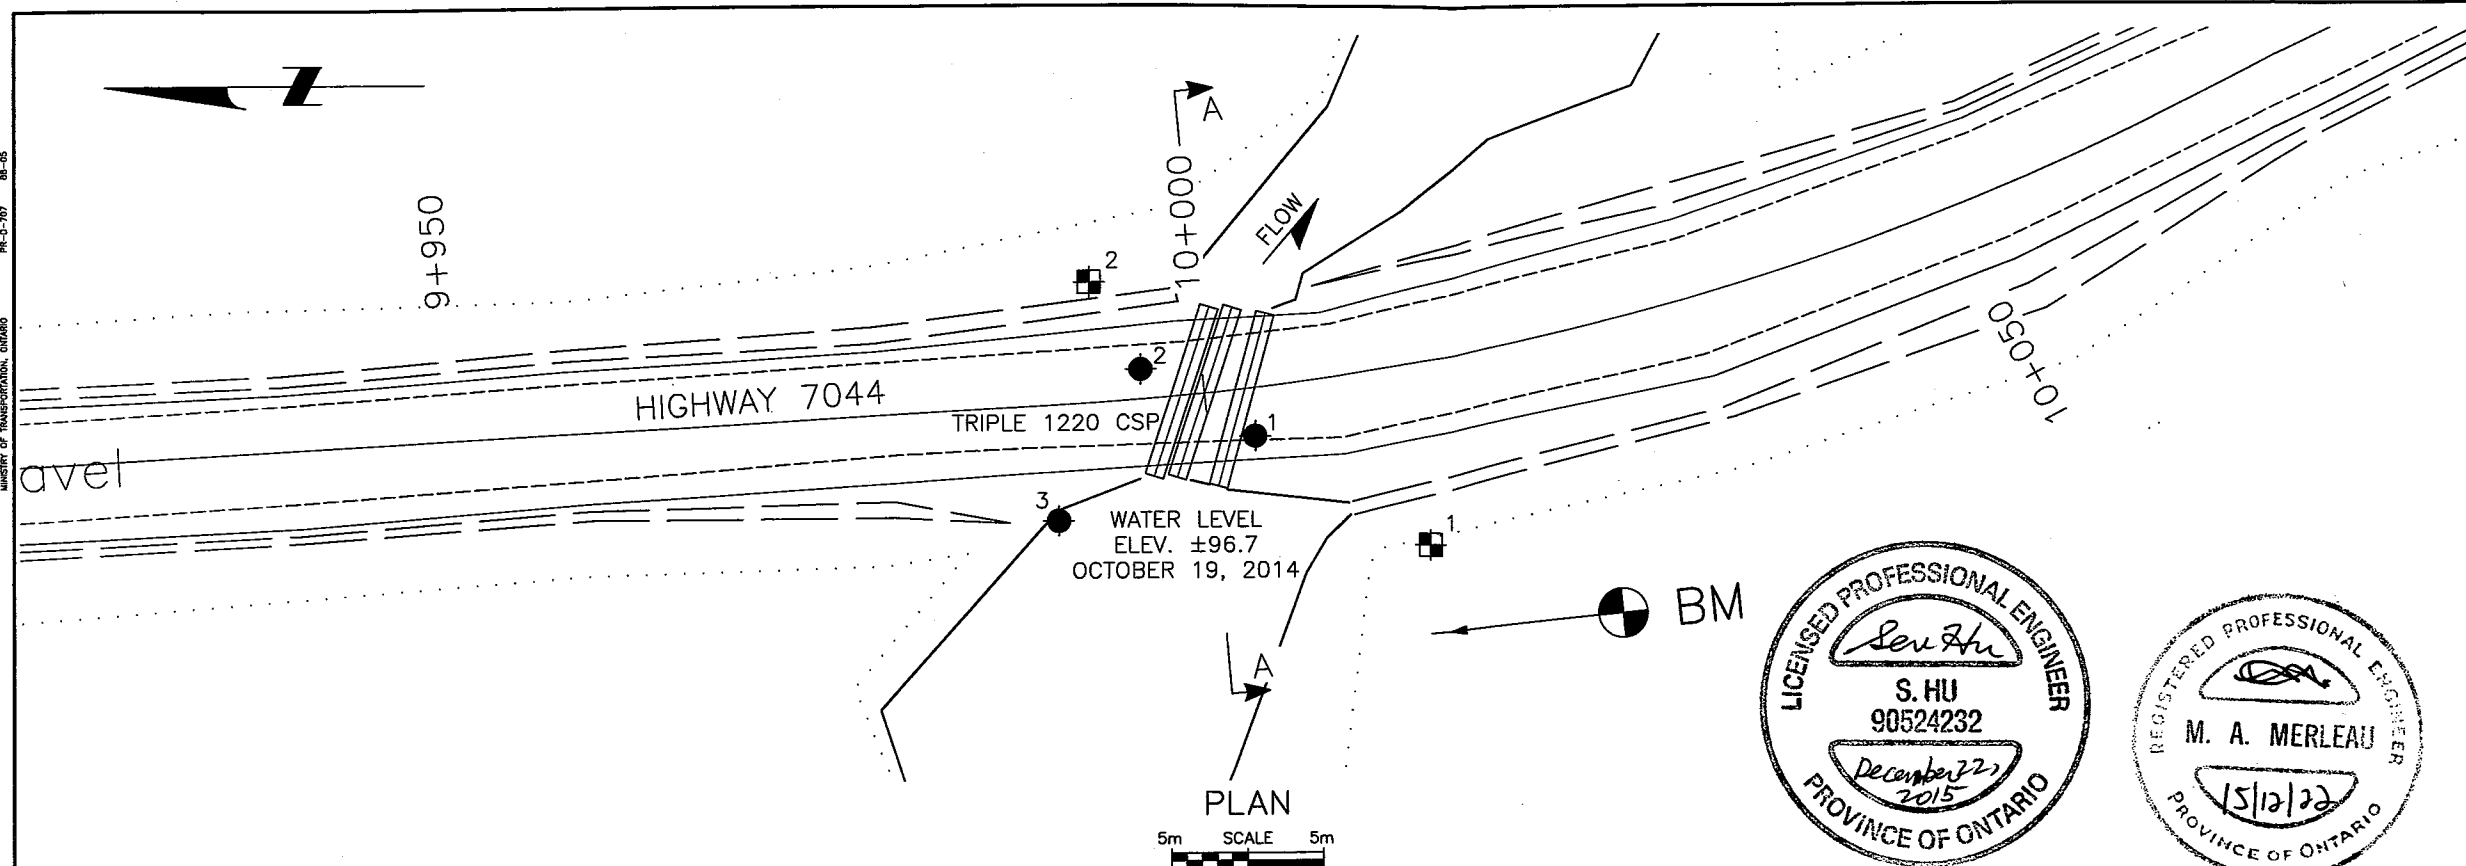 MINISTRY OF TRANSPORTATION, ONTARIO PR-D-707 88-05
N
9+950
A
10+000
FLOW
2
2
HIGHWAY 7044
TRIPLE 1220 CSP
1
10+050
avel
3
WATER LEVEL
ELEV. ±96.7
OCTOBER 19, 2014
1
BM
A
PLAN
5m SCALE 5m
LICENSED PROFESSIONAL ENGINEER
Sen Hu
S. HU
90524232
December 22,
2015
PROVINCE OF ONTARIO
REGISTERED PROFESSIONAL ENGINEER
M. A. MERLEAU
15/12/22
PROVINCE OF ONTARIO